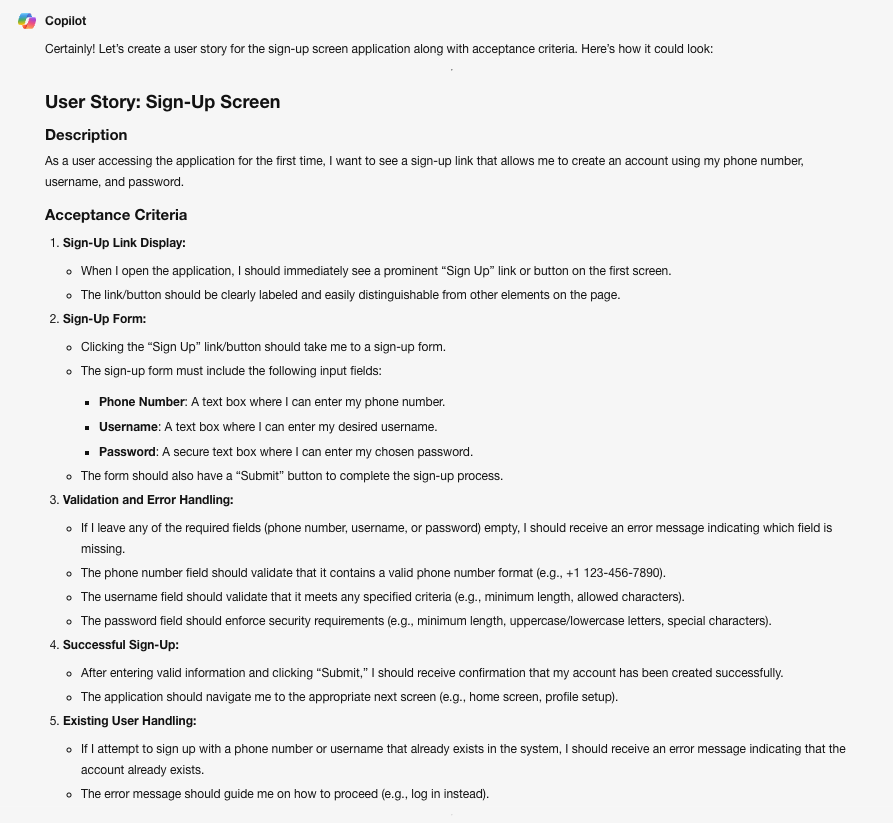 Copilot
Certainly! Let’s create a user story for the sign-up screen application along with acceptance criteria. Here’s how it could look:
User Story: Sign-Up Screen
Description
As a user accessing the application for the first time, I want to see a sign-up link that allows me to create an account using my phone number,
username, and password.
Acceptance Criteria
1. Sign-Up Link Display:
◦ When I open the application, I should immediately see a prominent “Sign Up” link or button on the first screen.
◦ The link/button should be clearly labeled and easily distinguishable from other elements on the page.
2. Sign-Up Form:
◦ Clicking the “Sign Up” link/button should take me to a sign-up form.
◦ The sign-up form must include the following input fields:
▪ Phone Number: A text box where I can enter my phone number.
▪ Username: A text box where I can enter my desired username.
▪ Password: A secure text box where I can enter my chosen password.
◦ The form should also have a “Submit” button to complete the sign-up process.
3. Validation and Error Handling:
◦ If I leave any of the required fields (phone number, username, or password) empty, I should receive an error message indicating which field is
missing.
◦ The phone number field should validate that it contains a valid phone number format (e.g., +1 123-456-7890).
◦ The username field should validate that it meets any specified criteria (e.g., minimum length, allowed characters).
◦ The password field should enforce security requirements (e.g., minimum length, uppercase/lowercase letters, special characters).
4. Successful Sign-Up:
◦ After entering valid information and clicking “Submit,” I should receive confirmation that my account has been created successfully.
◦ The application should navigate me to the appropriate next screen (e.g., home screen, profile setup).
5. Existing User Handling:
◦ If I attempt to sign up with a phone number or username that already exists in the system, I should receive an error message indicating that the
account already exists.
◦ The error message should guide me on how to proceed (e.g., log in instead).